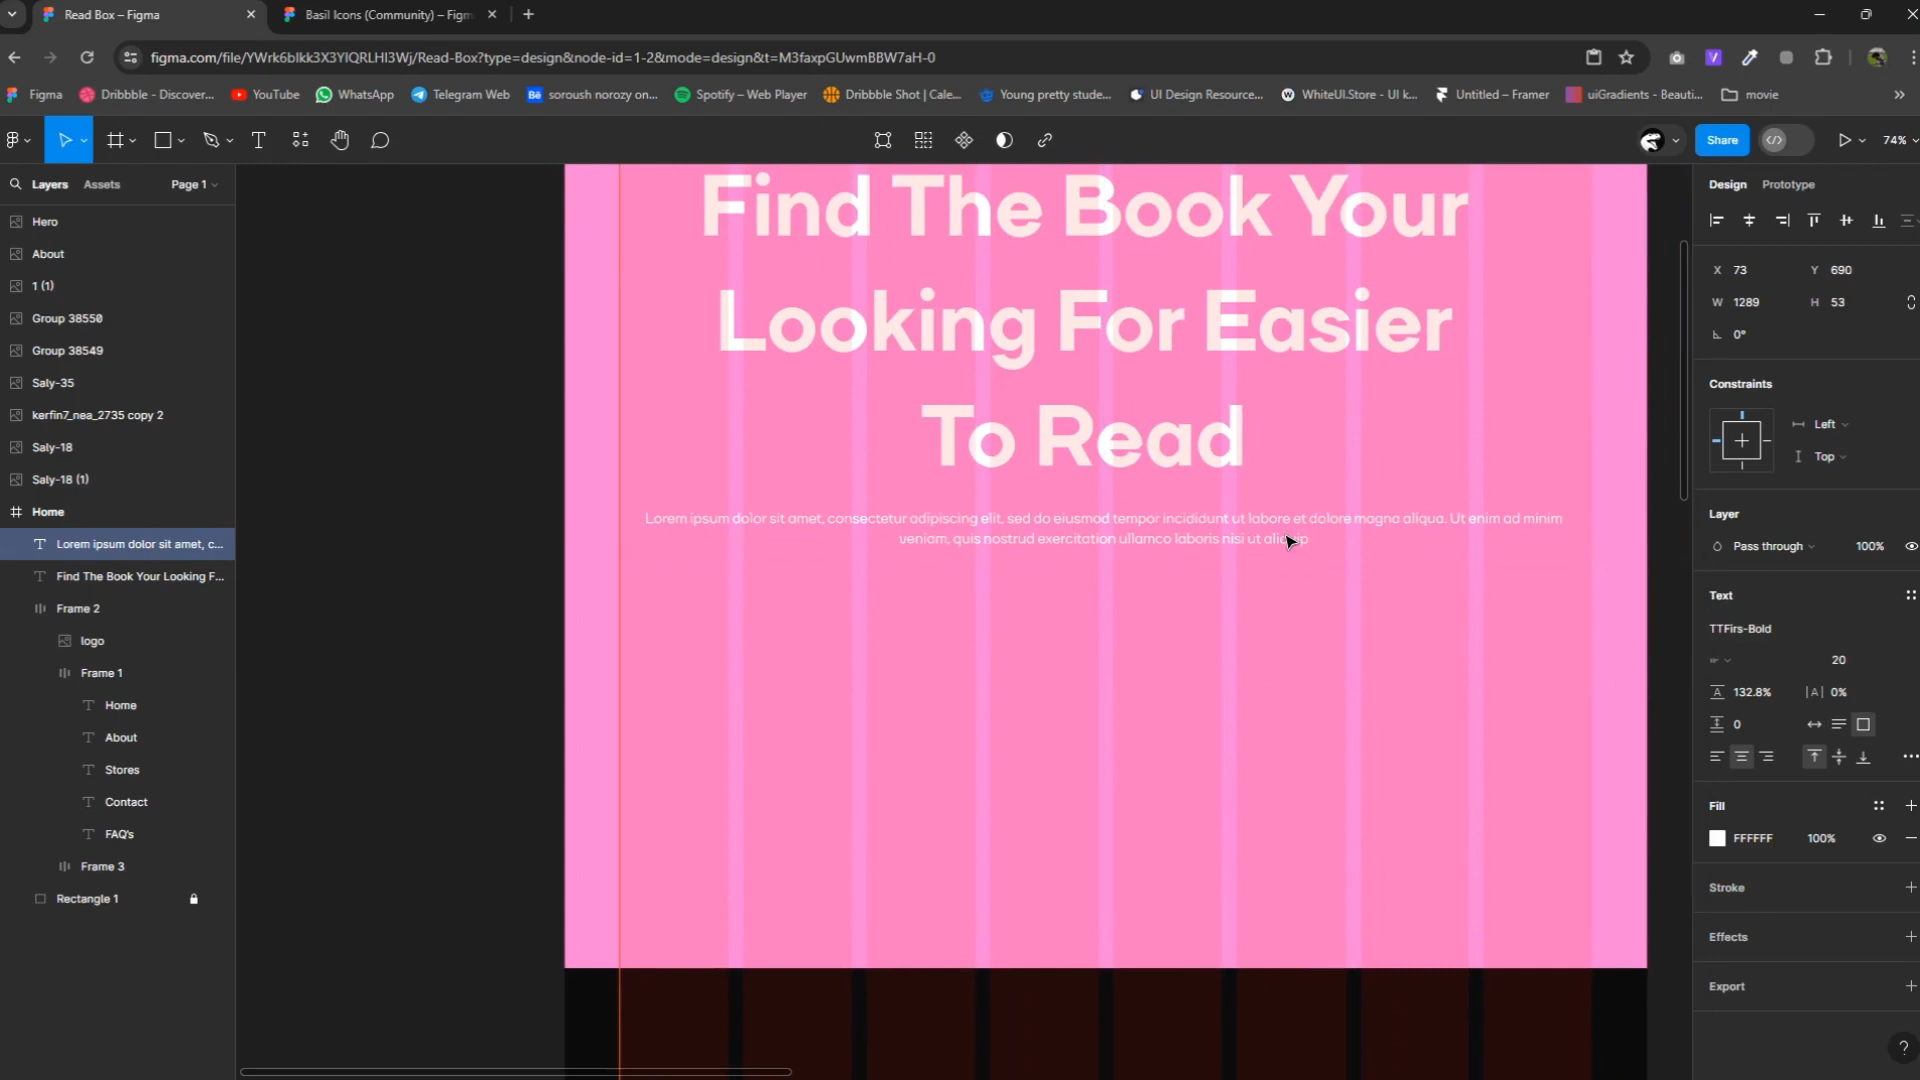 Read Box – Figma
Basil Icons (Community) – Figm
figma.com/file/YWrk6blkk3X3YIQRLHI3Wj/Read-Box?type=design&node-id=1-2&mode=design&t=M3faxpGUwmBBW7aH-0
Figma
Dribbble - Discover...
YouTube
WhatsApp
Telegram Web
Bē
soroush norozy on...
Spotify – Web Player
Dribbble Shot | Cale...
Young pretty stude...
UI Design Resource...
WhiteUI.Store - UI k...
Untitled – Framer
uiGradients - Beauti...
movie
Share
74%
Layers
Assets
Page 1
Hero
About
1 (1)
Group 38550
Group 38549
Saly-35
kerfin7_nea_2735 copy 2
Saly-18
Saly-18 (1)
Home
Lorem ipsum dolor sit amet, c...
Find The Book Your Looking F...
Frame 2
logo
Frame 1
Home
About
Stores
Contact
FAQ's
Frame 3
Rectangle 1
Find The Book Your
Looking For Easier
To Read
Lorem ipsum dolor sit amet, consectetur adipiscing elit, sed do eiusmod tempor incididunt ut labore et dolore magna aliqua. Ut enim ad minim
veniam, quis nostrud exercitation ullamco laboris nisi ut aliquip
Design
Prototype
X 73
Y 690
W 1289
H 53
0°
Constraints
Left
Top
Layer
Pass through
100%
Text
TTFirs-Bold
20
132.8%
|A| 0%
0
Fill
FFFFFF
100%
Stroke
Effects
Export
?